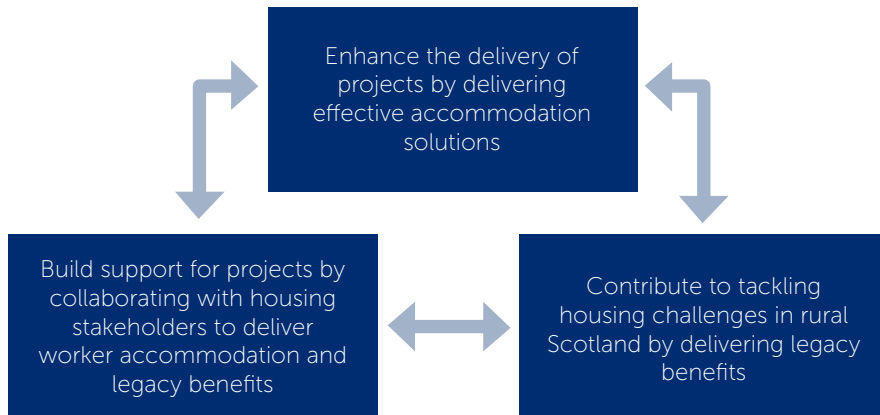 Enhance the delivery of
projects by delivering
effective accommodation
solutions
Build support for projects by
collaborating with housing
stakeholders to deliver
worker accommodation and
legacy benefits
Contribute to tackling
housing challenges in rural
Scotland by delivering legacy
benefits